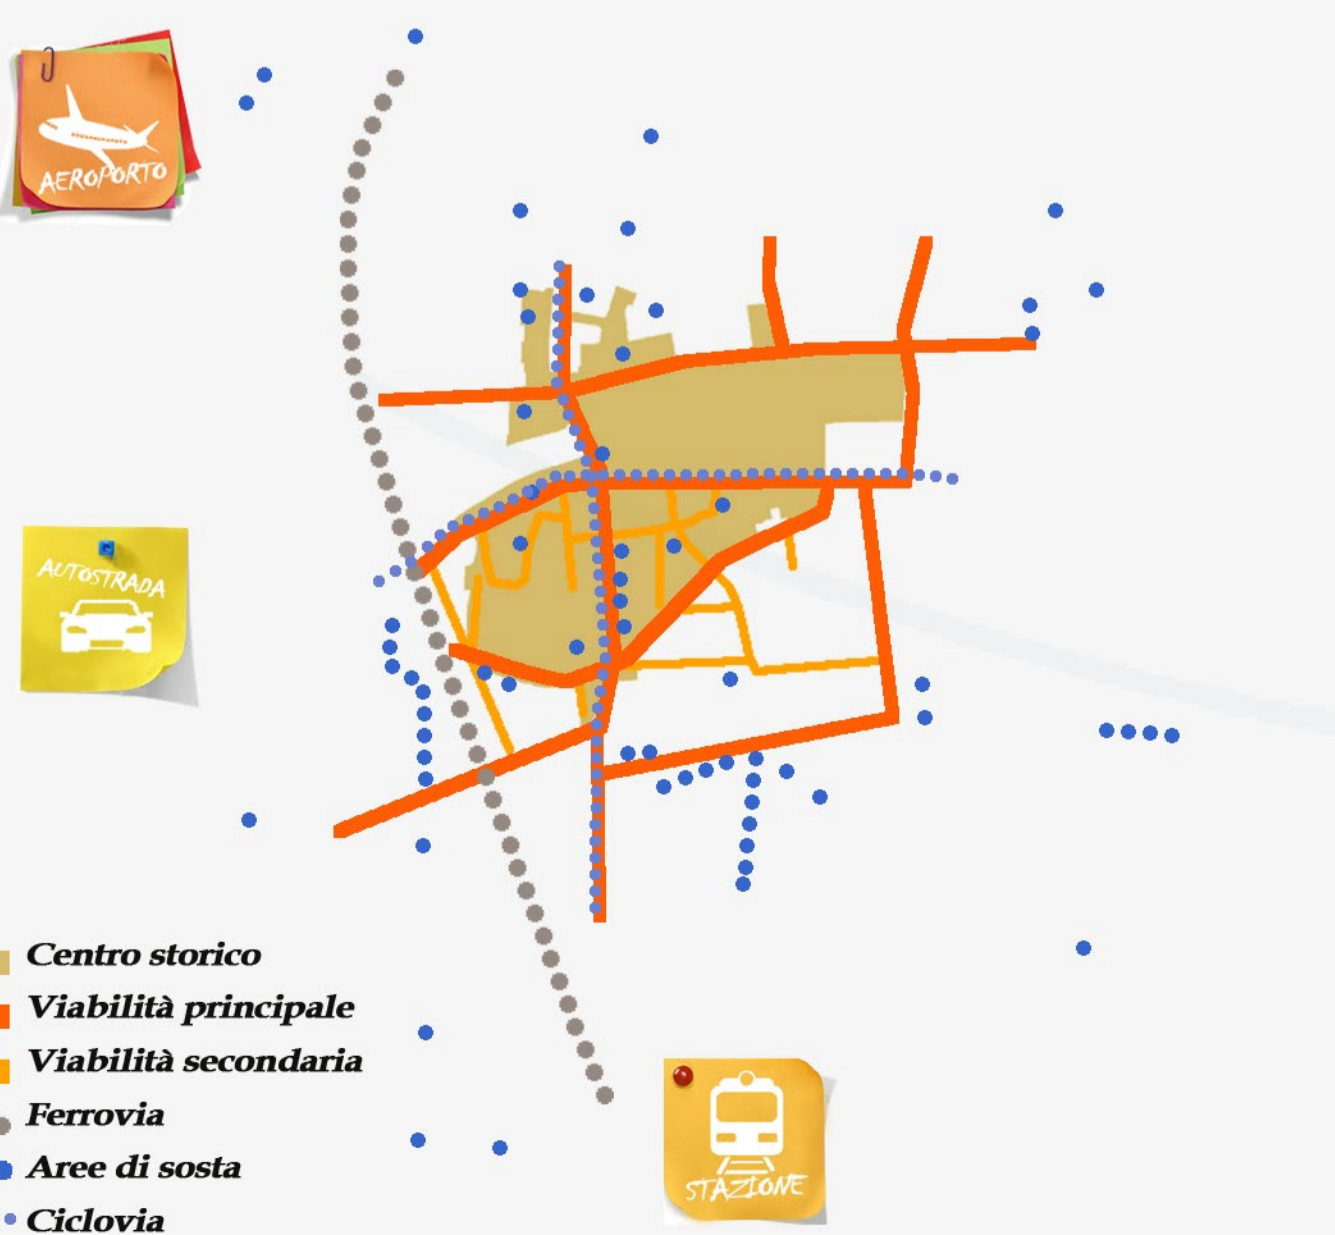 AEROPORTO
AUTOSTRADA
Centro storico
Viabilità principale
Viabilità secondaria
Ferrovia
Aree di sosta
Ciclovia
STAZIONE